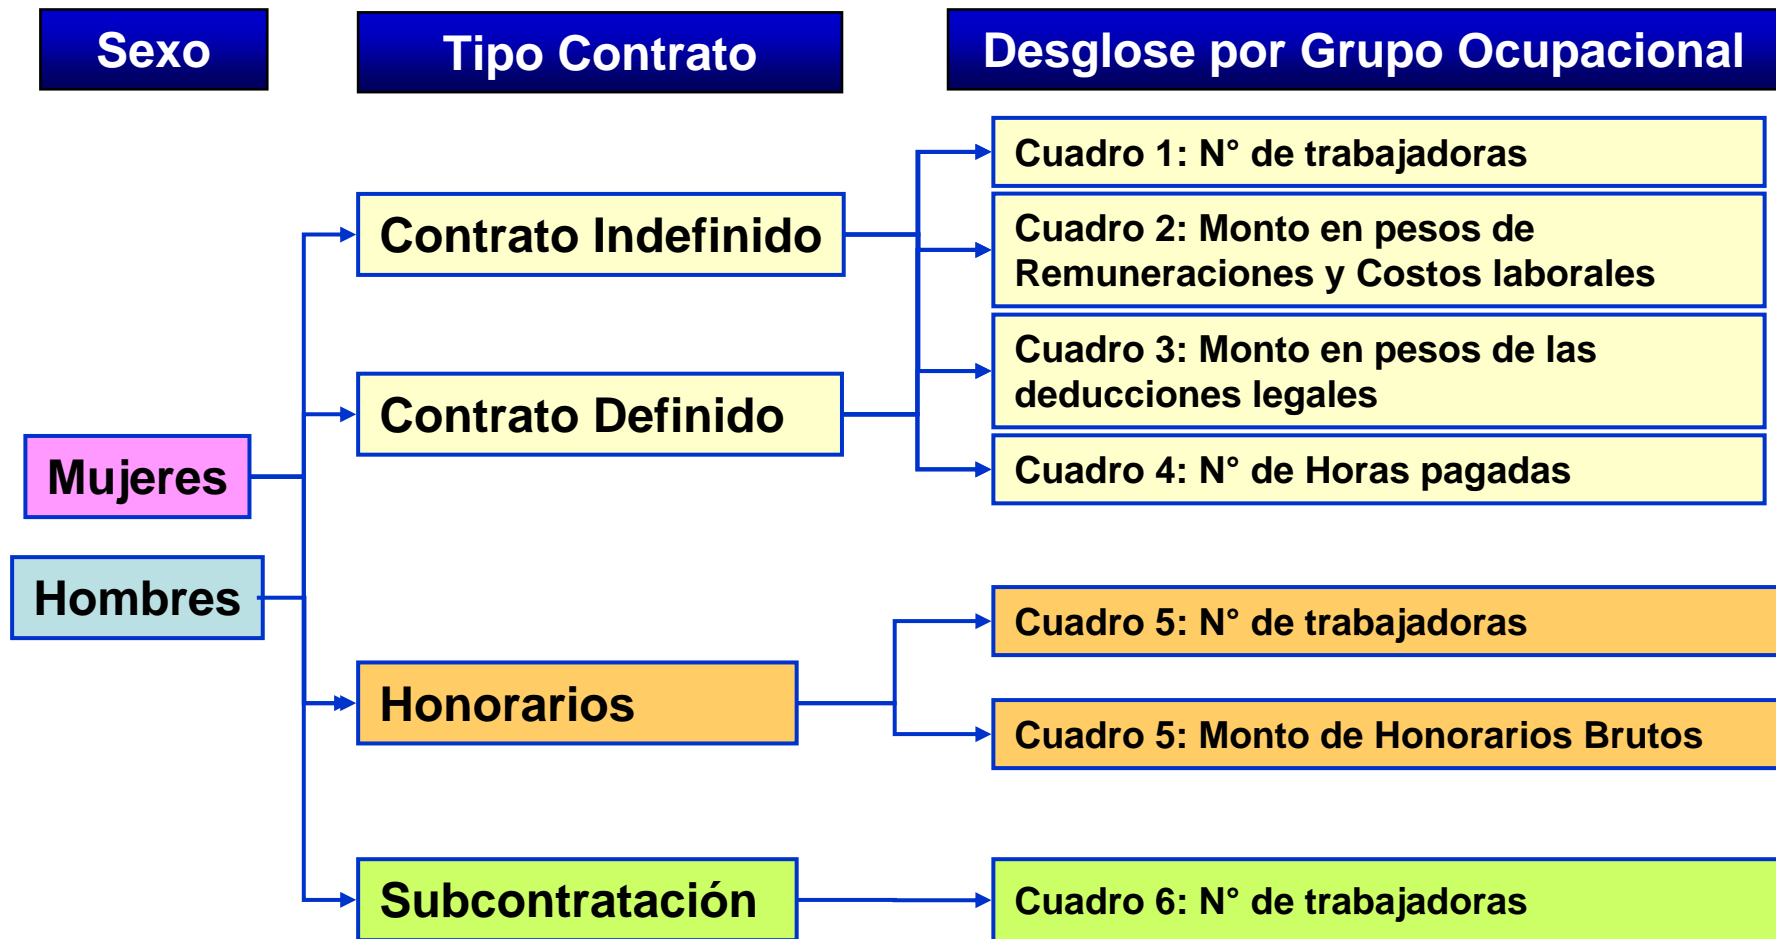 Sexo
Tipo Contrato
Desglose por Grupo Ocupacional
Mujeres
Hombres
Contrato Indefinido
Contrato Definido
Honorarios
Subcontratación
Cuadro 1: N° de trabajadoras
Cuadro 2: Monto en pesos de
Remuneraciones y Costos laborales
Cuadro 3: Monto en pesos de las
deducciones legales
Cuadro 4: N° de Horas pagadas
Cuadro 5: N° de trabajadoras
Cuadro 5: Monto de Honorarios Brutos
Cuadro 6: N° de trabajadoras